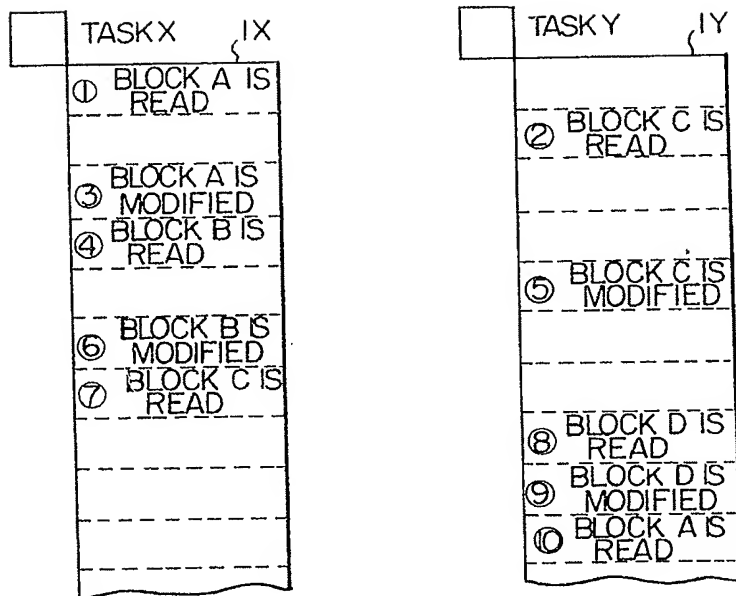 TASK X 1X
① BLOCK A IS
READ
③ BLOCK A IS
MODIFIED
④ BLOCK B IS
READ
⑥ BLOCK B IS
MODIFIED
⑦ BLOCK C IS
READ
TASK Y 1Y
② BLOCK C IS
READ
⑤ BLOCK C IS
MODIFIED
⑧ BLOCK D IS
READ
⑨ BLOCK D IS
MODIFIED
⑩ BLOCK A IS
READ